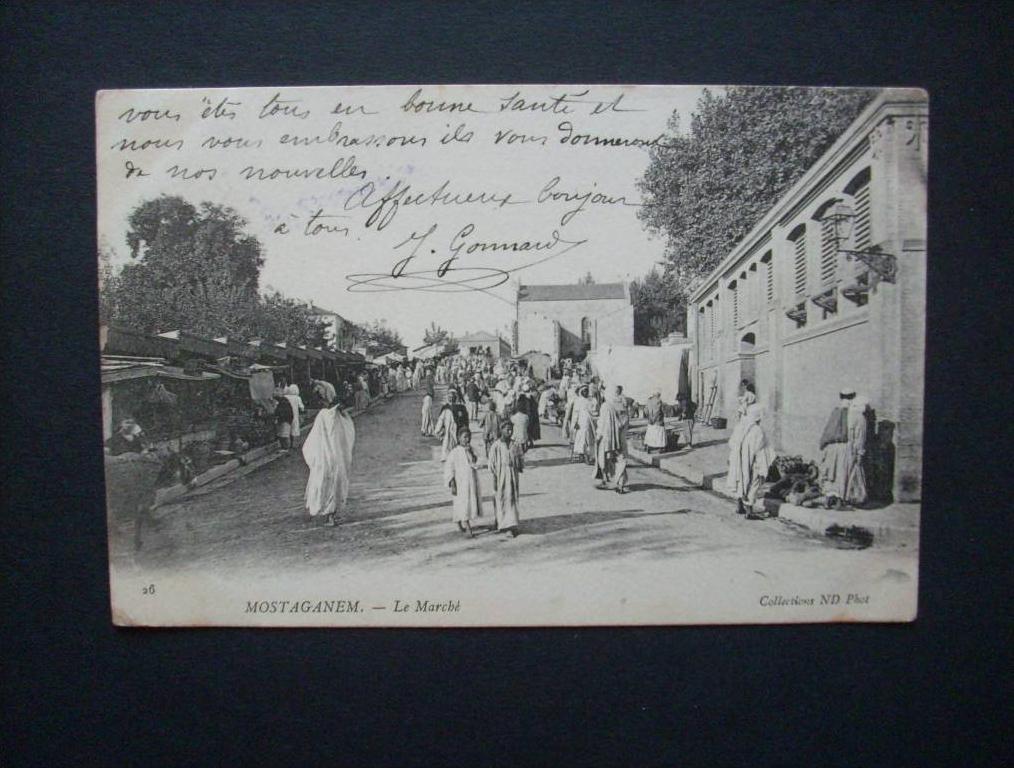 vous êtes tous en bonne santé et
nous vous embrassons ils vous donneront
de nos nouvelles.
Affectueux bonjour
à tous.
J. Gonnard
26
MOSTAGANEM. — Le Marché
Collections ND Phot